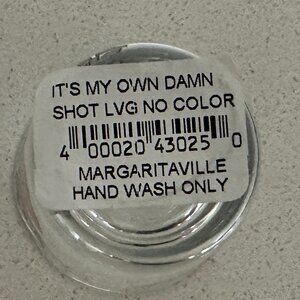 IT'S MY OWN DAMN
SHOT LVG NO COLOR
4 00020 43025 0
MARGARITAVILLE
HAND WASH ONLY